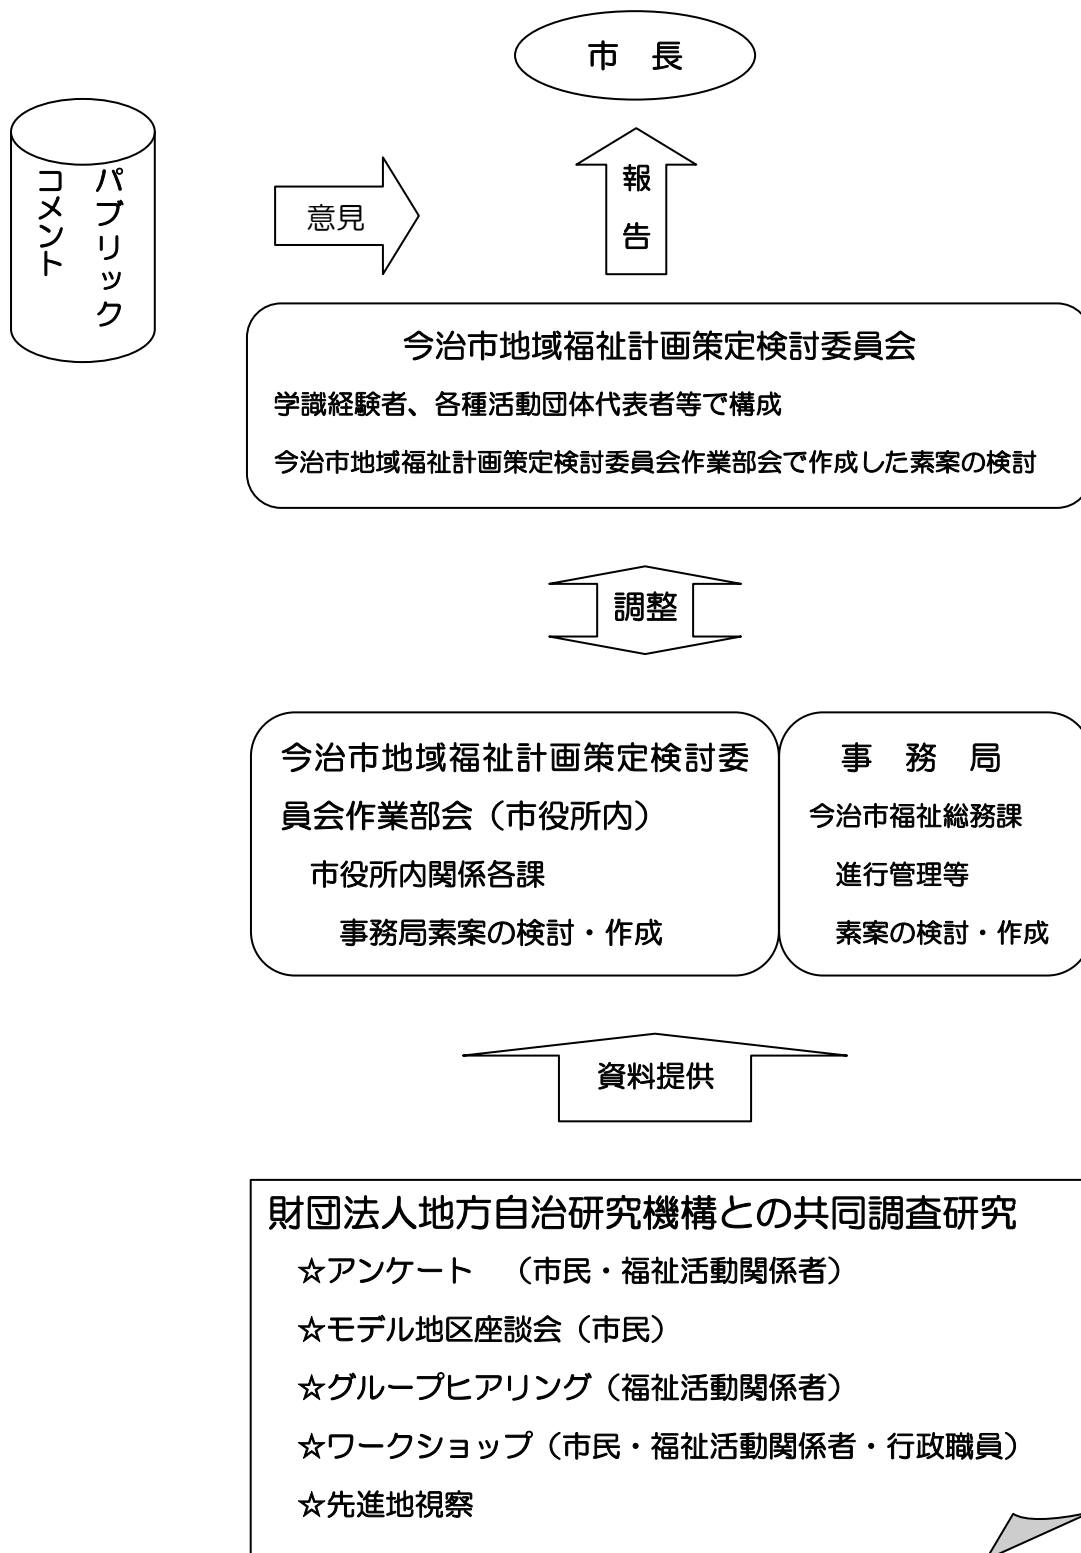 市　長
パブリック
コメント
意見
報
告
今治市地域福祉計画策定検討委員会
学識経験者、各種活動団体代表者等で構成
今治市地域福祉計画策定検討委員会作業部会で作成した素案の検討
調整
今治市地域福祉計画策定検討委
員会作業部会（市役所内）
市役所内関係各課
事務局素案の検討・作成
事　務　局
今治市福祉総務課
進行管理等
素案の検討・作成
資料提供
財団法人地方自治研究機構との共同調査研究
☆アンケート　（市民・福祉活動関係者）
☆モデル地区座談会（市民）
☆グループヒアリング（福祉活動関係者）
☆ワークショップ（市民・福祉活動関係者・行政職員）
☆先進地視察